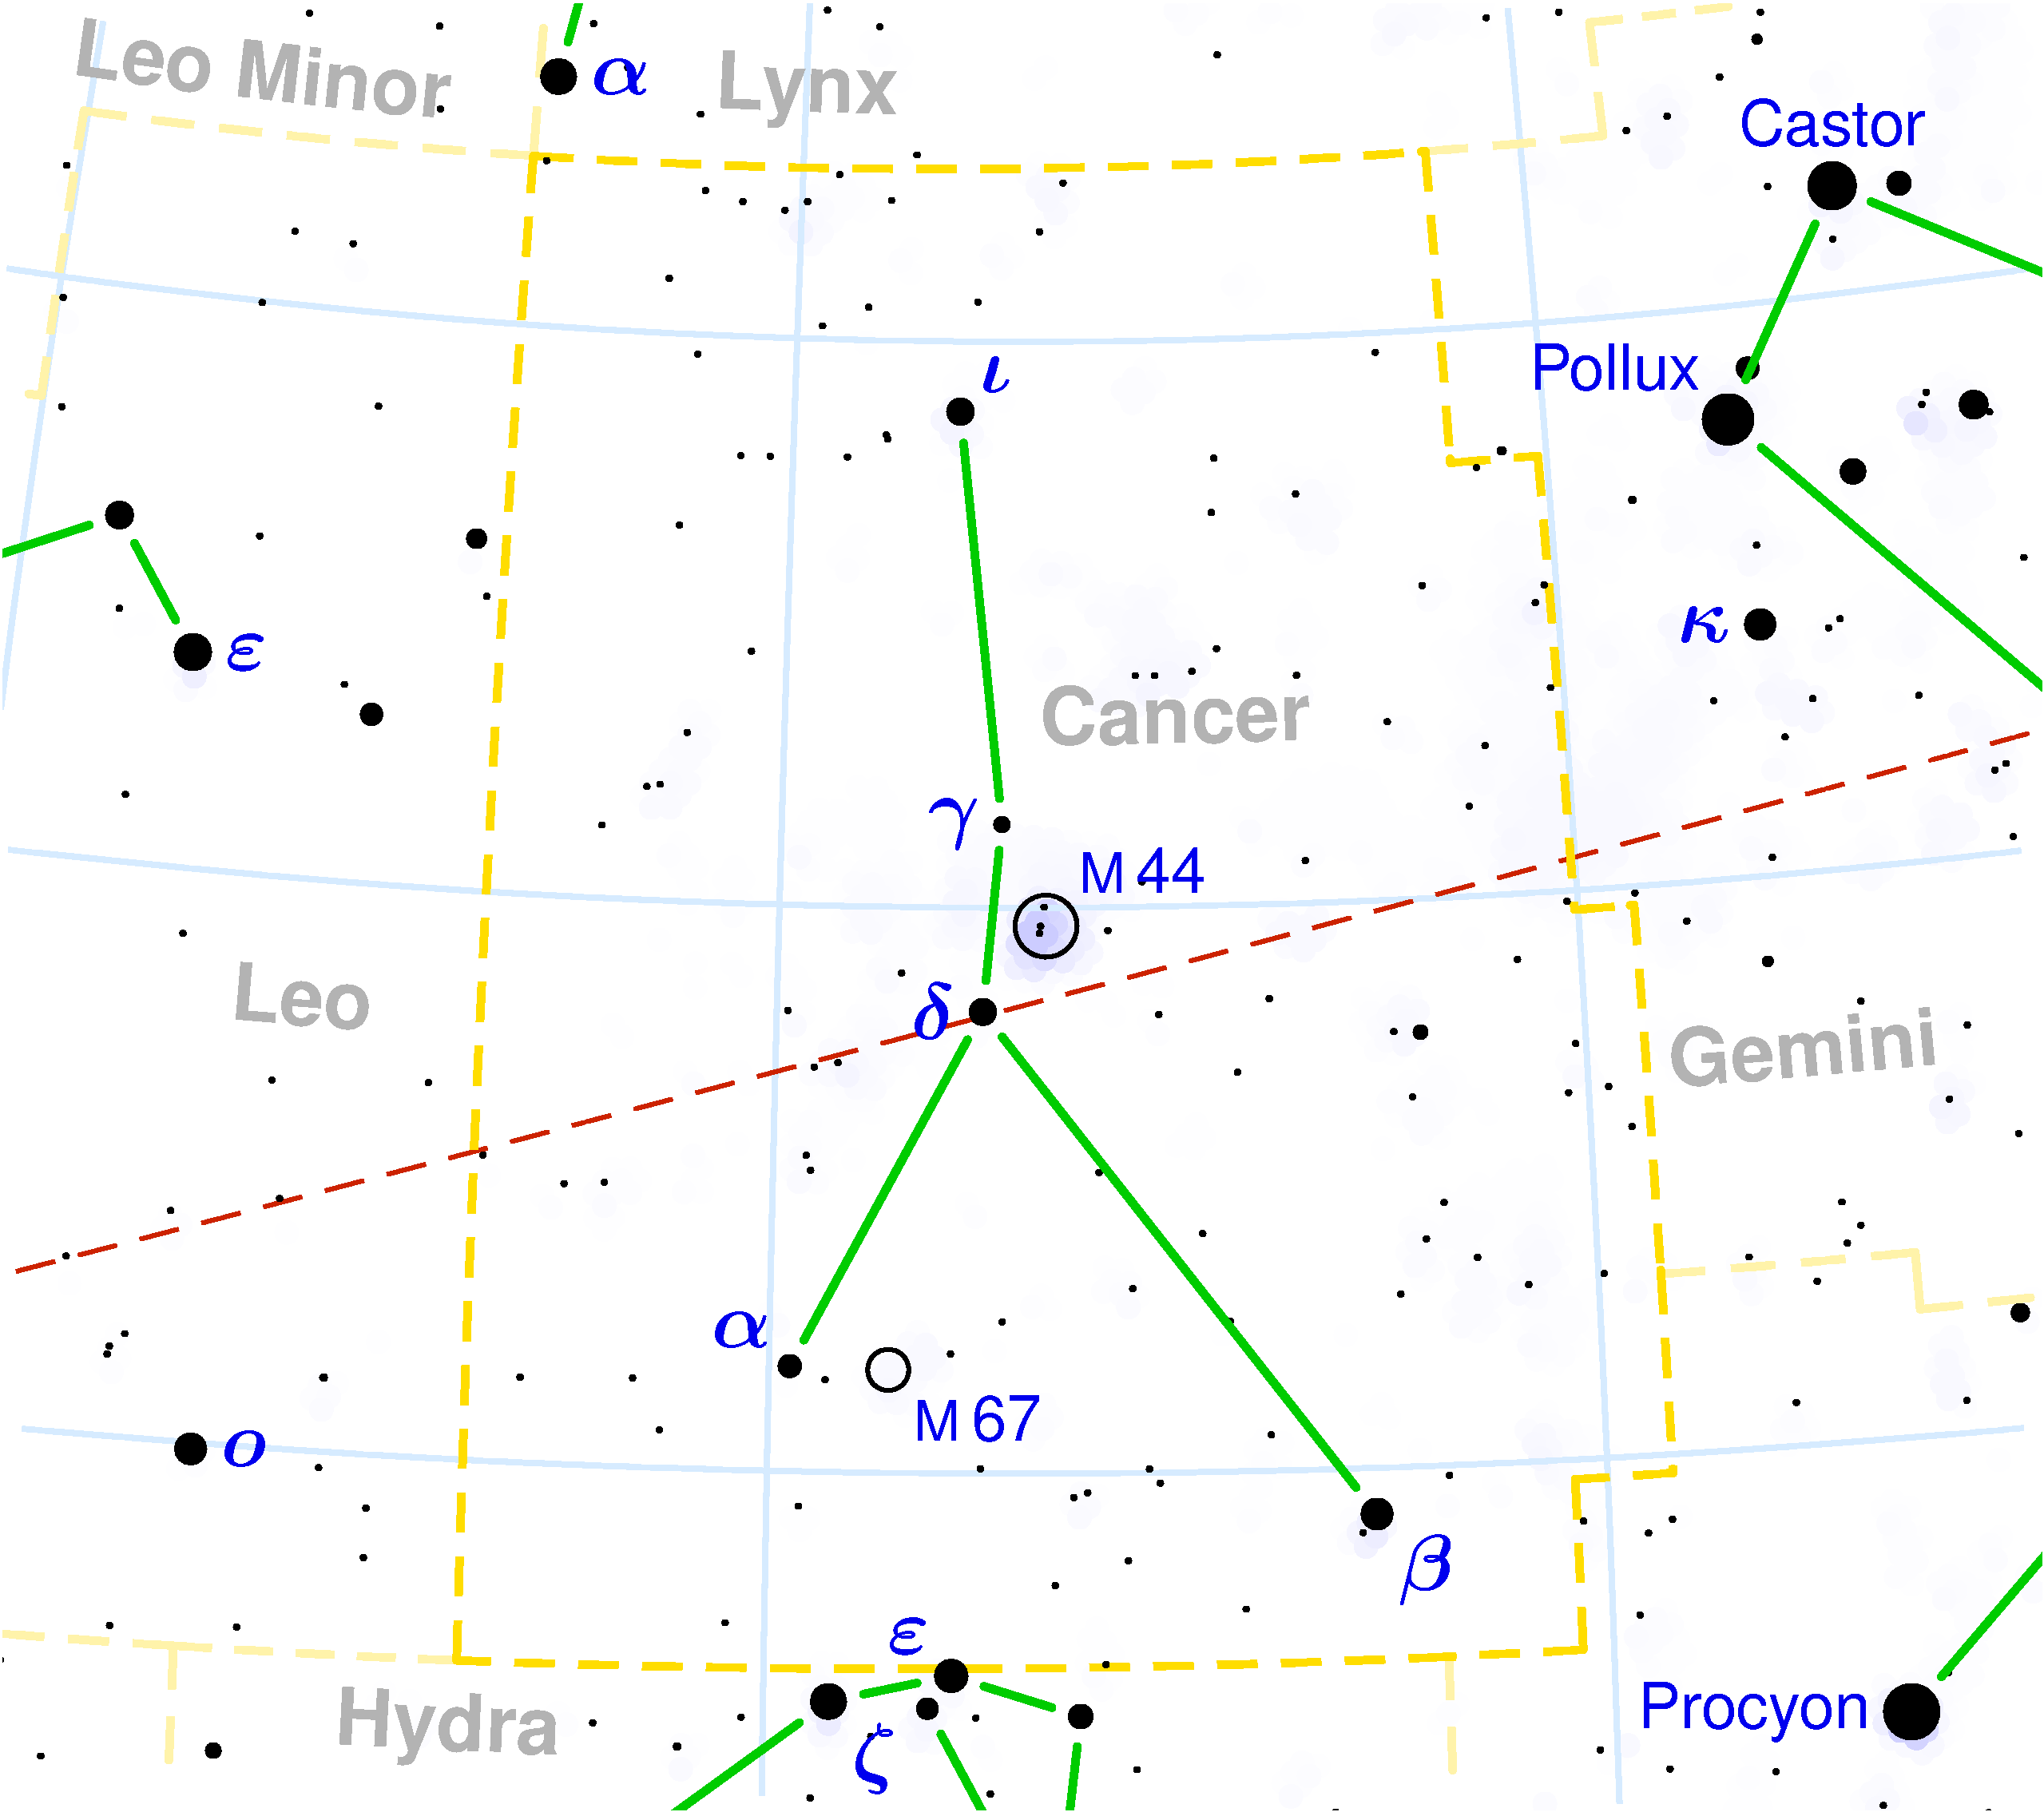 Leo Minor
α
Lynx
Castor
ι
Pollux
ε
κ
Cancer
γ
M 44
Leo
δ
Gemini
α
M 67
ο
β
ε
Hydra
ζ
Procyon